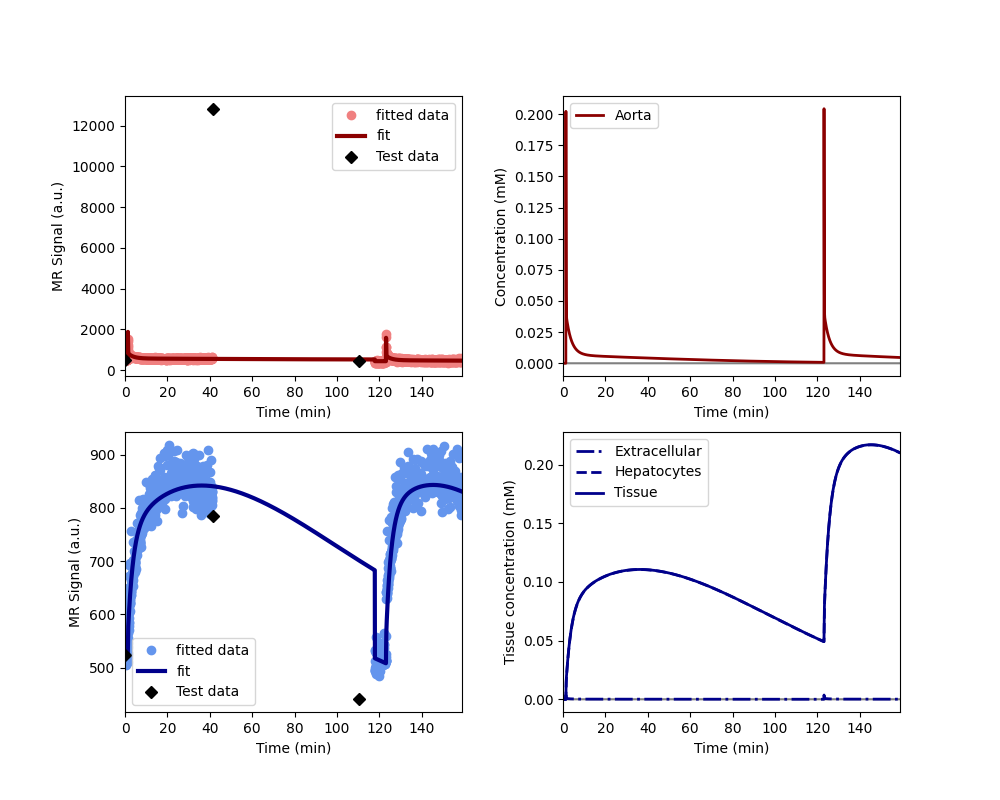 MR Signal (a.u.)
12000
10000
8000
6000
4000
2000
0
fitted data
fit
Test data
0 20 40 60 80 100 120 140
Time (min)
Concentration (mM)
0.200
0.175
0.150
0.125
0.100
0.075
0.050
0.025
0.000
Aorta
0 20 40 60 80 100 120 140
Time (min)
MR Signal (a.u.)
900
800
700
600
500
fitted data
fit
Test data
0 20 40 60 80 100 120 140
Time (min)
Tissue concentration (mM)
0.20
0.15
0.10
0.05
0.00
Extracellular
Hepatocytes
Tissue
0 20 40 60 80 100 120 140
Time (min)